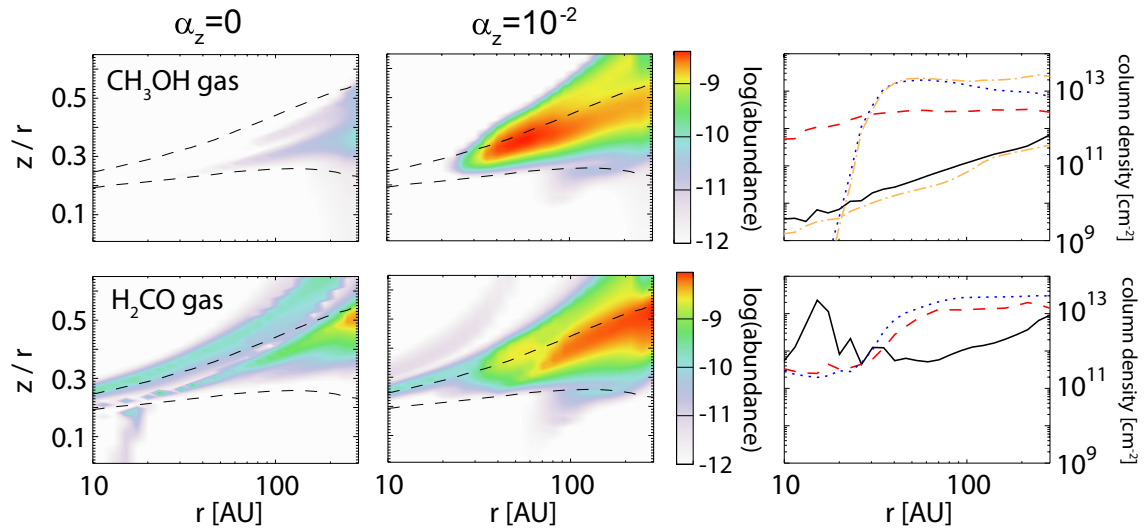 α_z=0 α_z=10^-2
CH₃OH gas
z / r
0.5
0.3
0.1
-9
-10
-11
-12
log(abundance)
10^13
10^11
10^9
column density [cm^-2]
H₂CO gas
z / r
0.5
0.3
0.1
-9
-10
-11
-12
log(abundance)
10^13
10^11
10^9
column density [cm^-2]
10 100 10 100 10 100
r [AU] r [AU] r [AU]